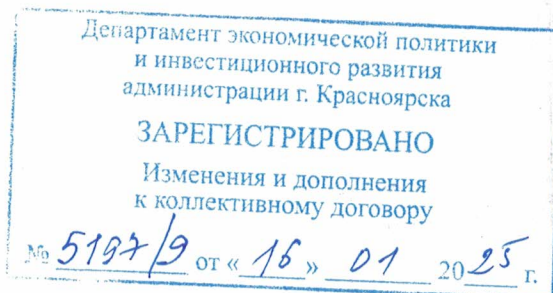 Департамент экономической политики
и инвестиционного развития
администрации г. Красноярска
ЗАРЕГИСТРИРОВАНО
Изменения и дополнения
к коллективному договору
№ 5197/9 от «16» 01 2025 г.